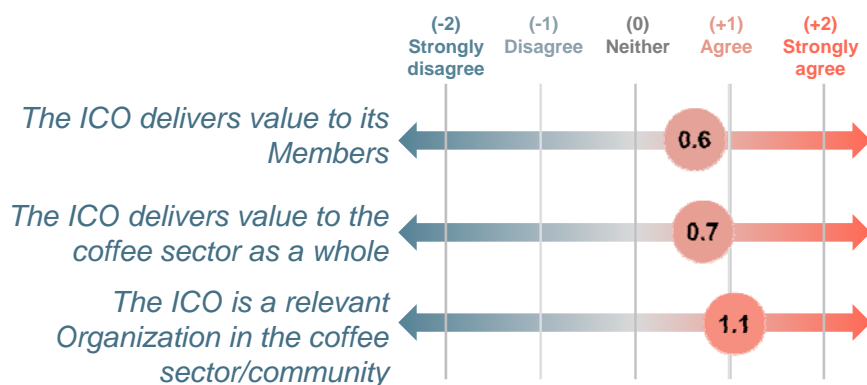 (-2)
Strongly
disagree
(-1)
Disagree
(0)
Neither
(+1)
Agree
(+2)
Strongly
agree
The ICO delivers value to its
Members
0.6
The ICO delivers value to the
coffee sector as a whole
0.7
The ICO is a relevant
Organization in the coffee
sector/community
1.1